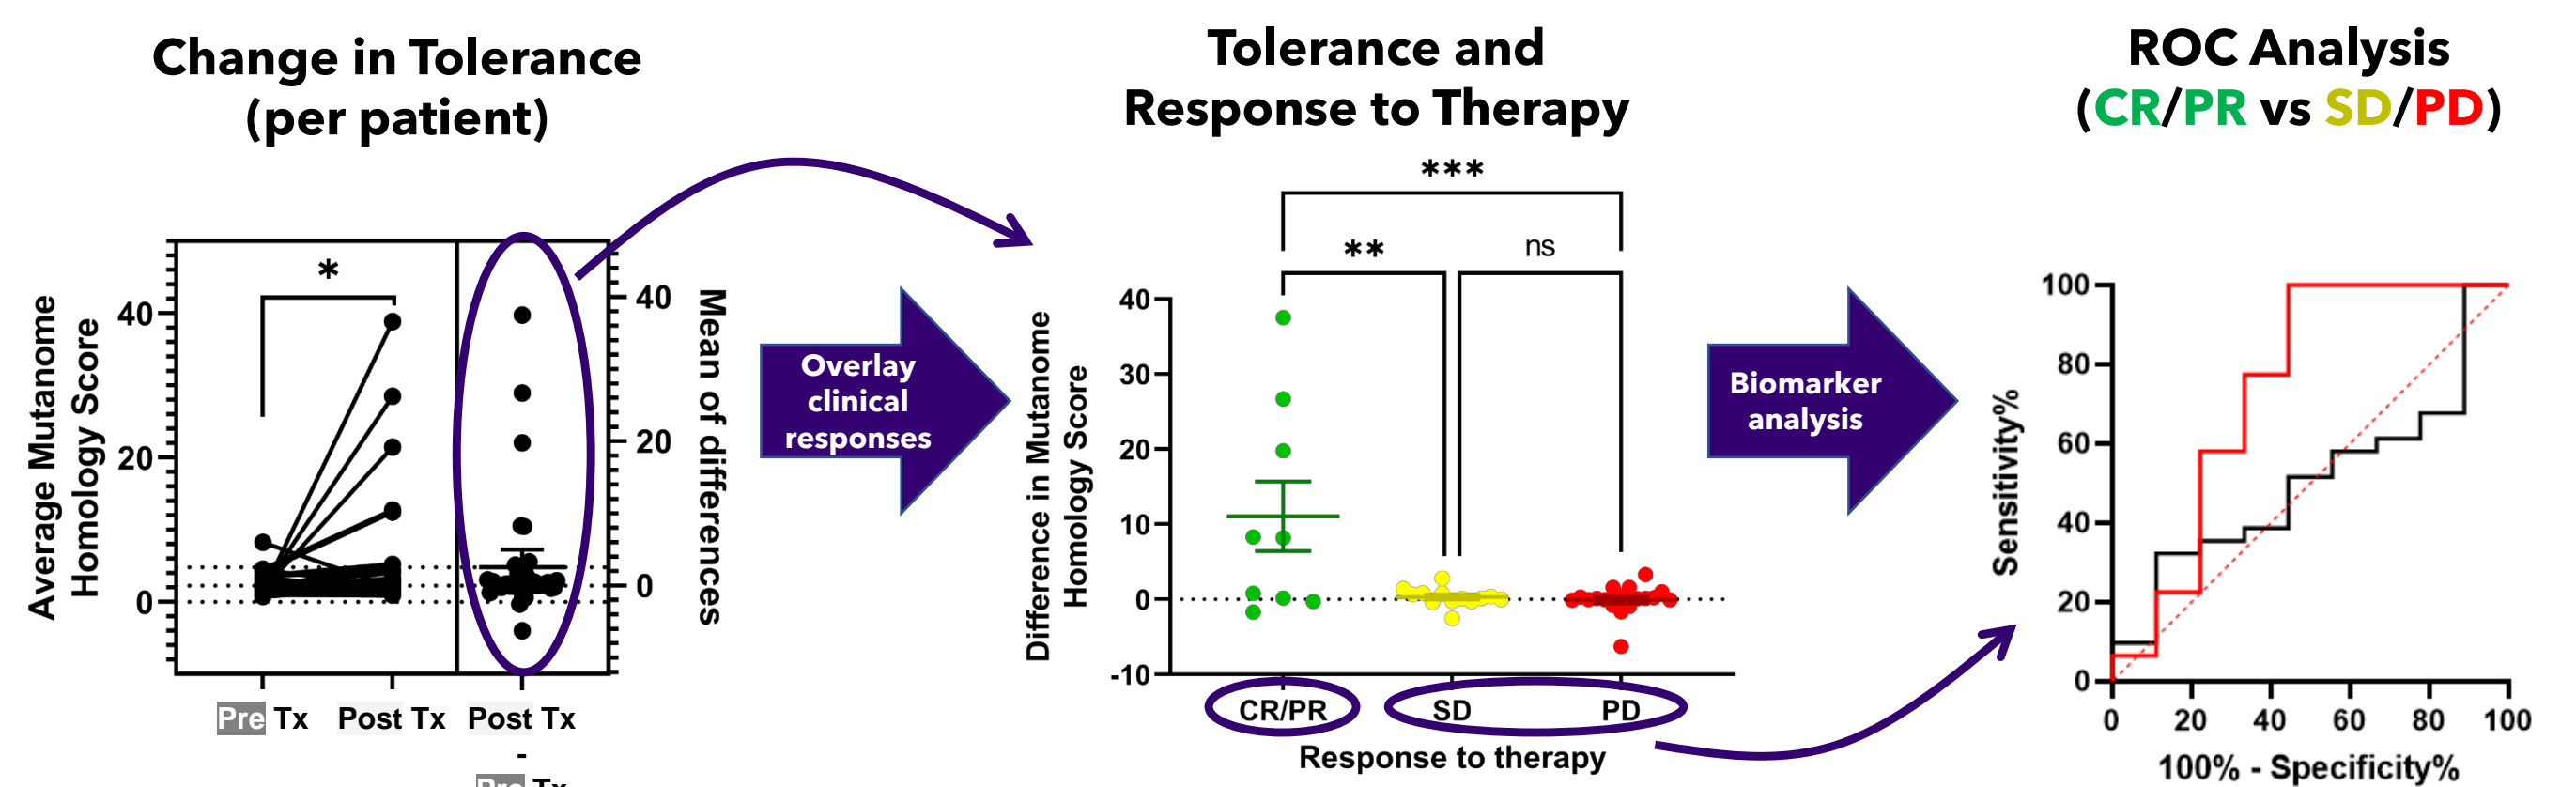 Change in Tolerance
(per patient)
Average Mutanome
Homology Score
40
20
0
*
40
20
0
Mean of differences
Pre Tx
Post Tx
Post Tx
-
Pre Tx
Overlay
clinical
responses
Tolerance and
Response to Therapy
***
**
ns
Difference in Mutanome
Homology Score
40
30
20
10
0
-10
CR/PR
SD
PD
Response to therapy
Biomarker
analysis
ROC Analysis
(CR/PR vs SD/PD)
Sensitivity%
100
80
60
40
20
0
0
20
40
60
80
100
100% - Specificity%